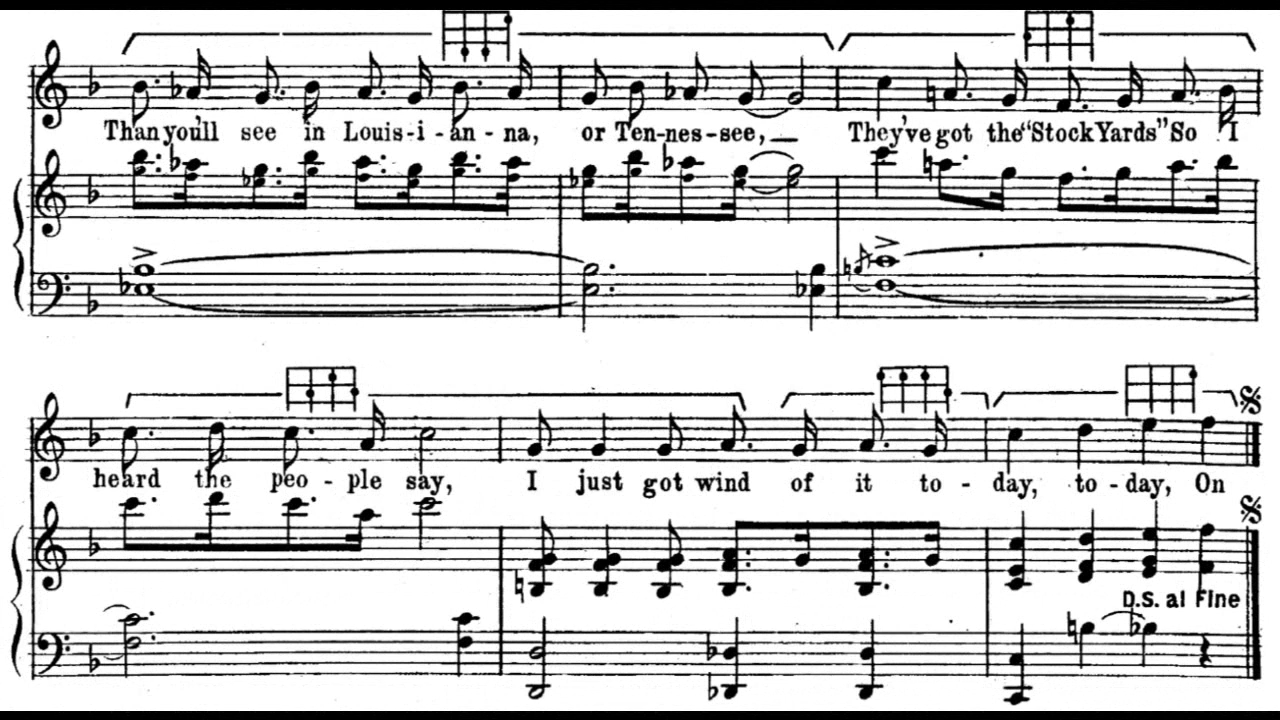 Than you'll see in Louis-i-an-na, or Ten-nes-see, They've got the "Stock Yards" So I
heard the peo-ple say, I just got wind of it to-day, to-day, On
D.S. al Fine